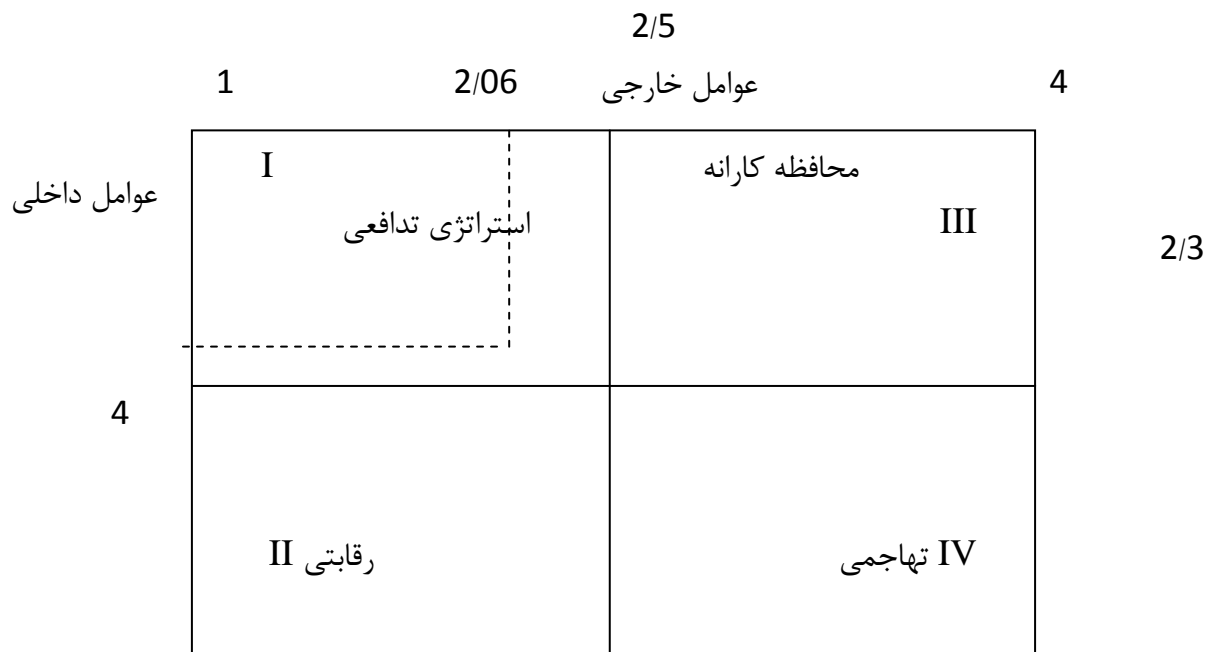 2/5
1 2/06 عوامل خارجی 4
عوامل داخلی
I
محافظه کارانه
استراتژی تدافعی
III
2/3
4
رقابتی II
IV تهاجمی